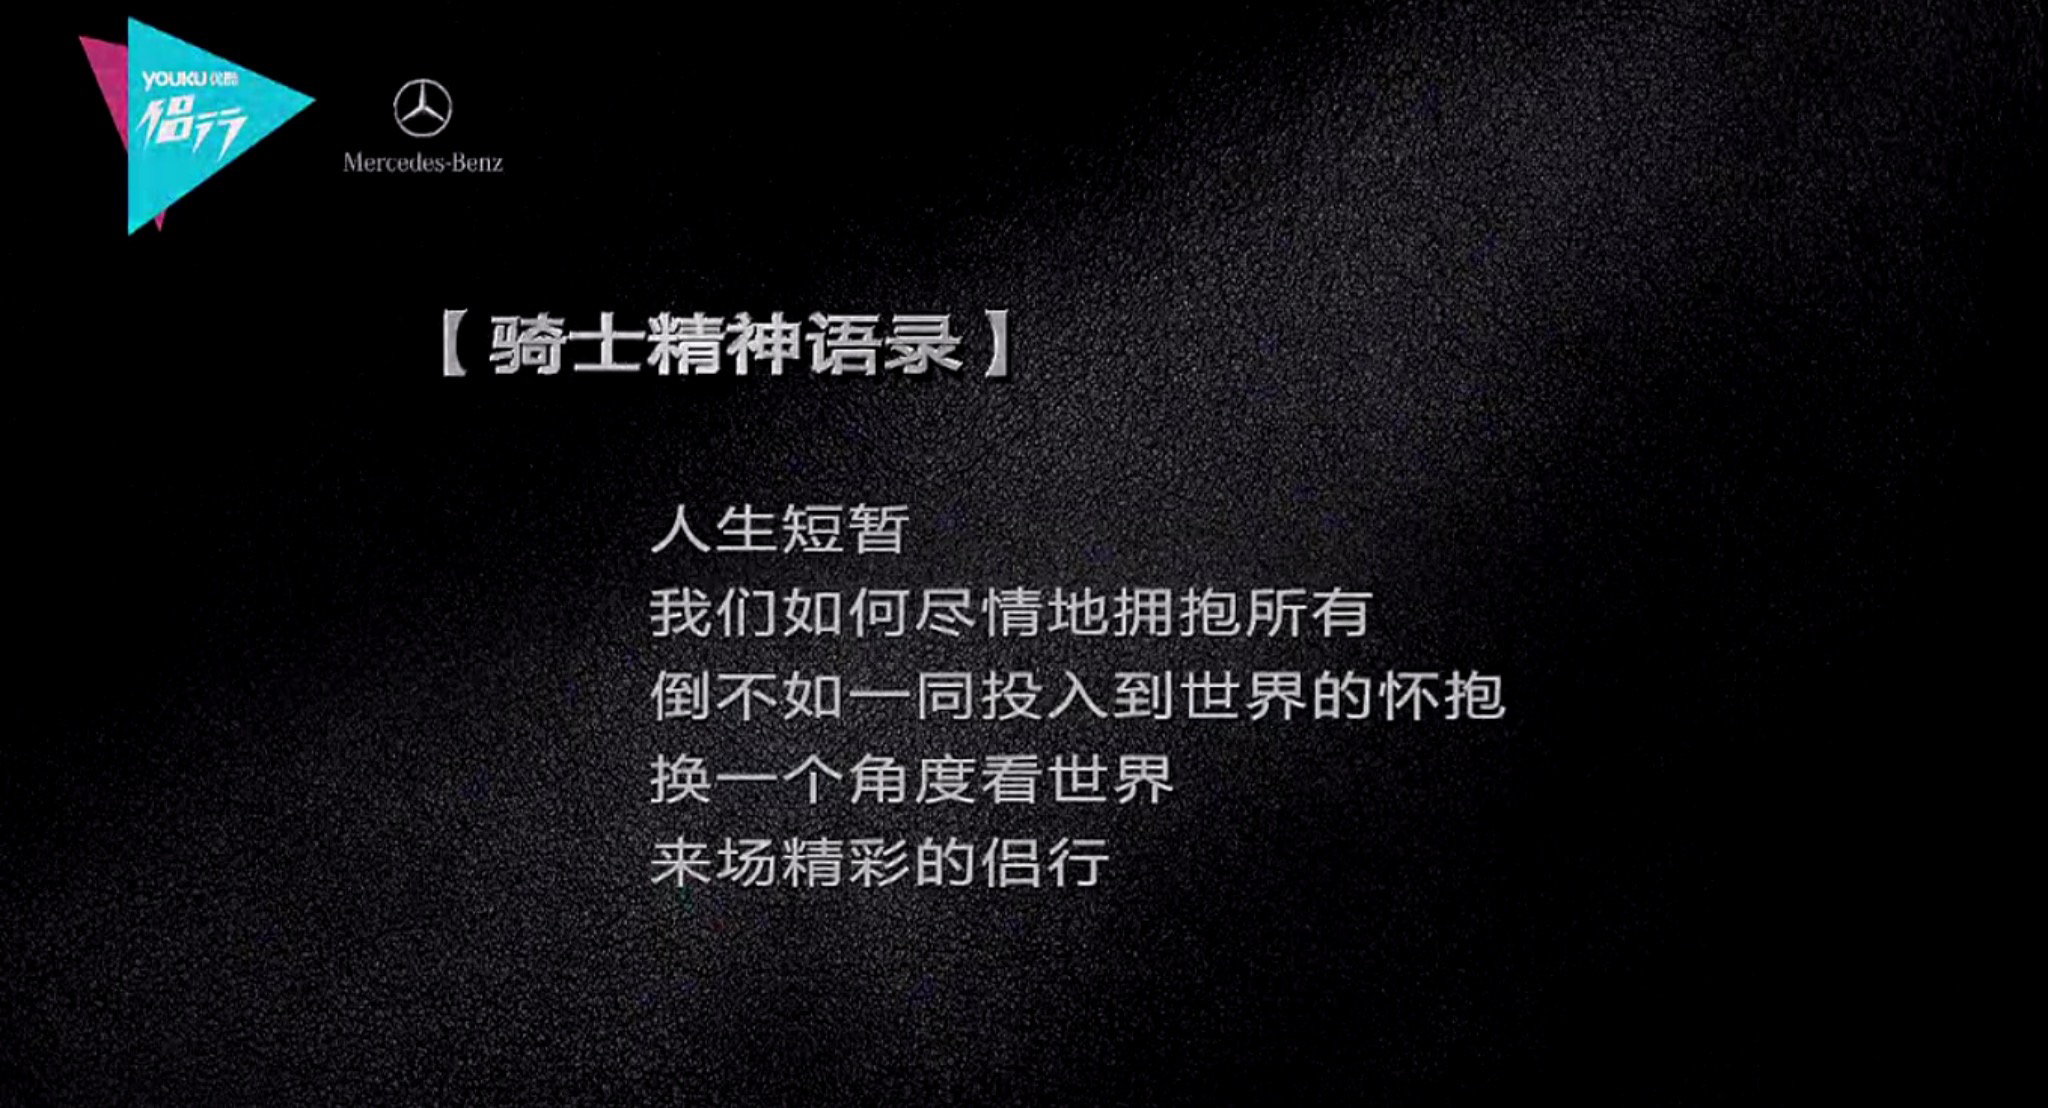 YOUKU 优酷
侣行
Mercedes-Benz
【骑士精神语录】
人生短暂
我们如何尽情地拥抱所有
倒不如一同投入到世界的怀抱
换一个角度看世界
来场精彩的侣行